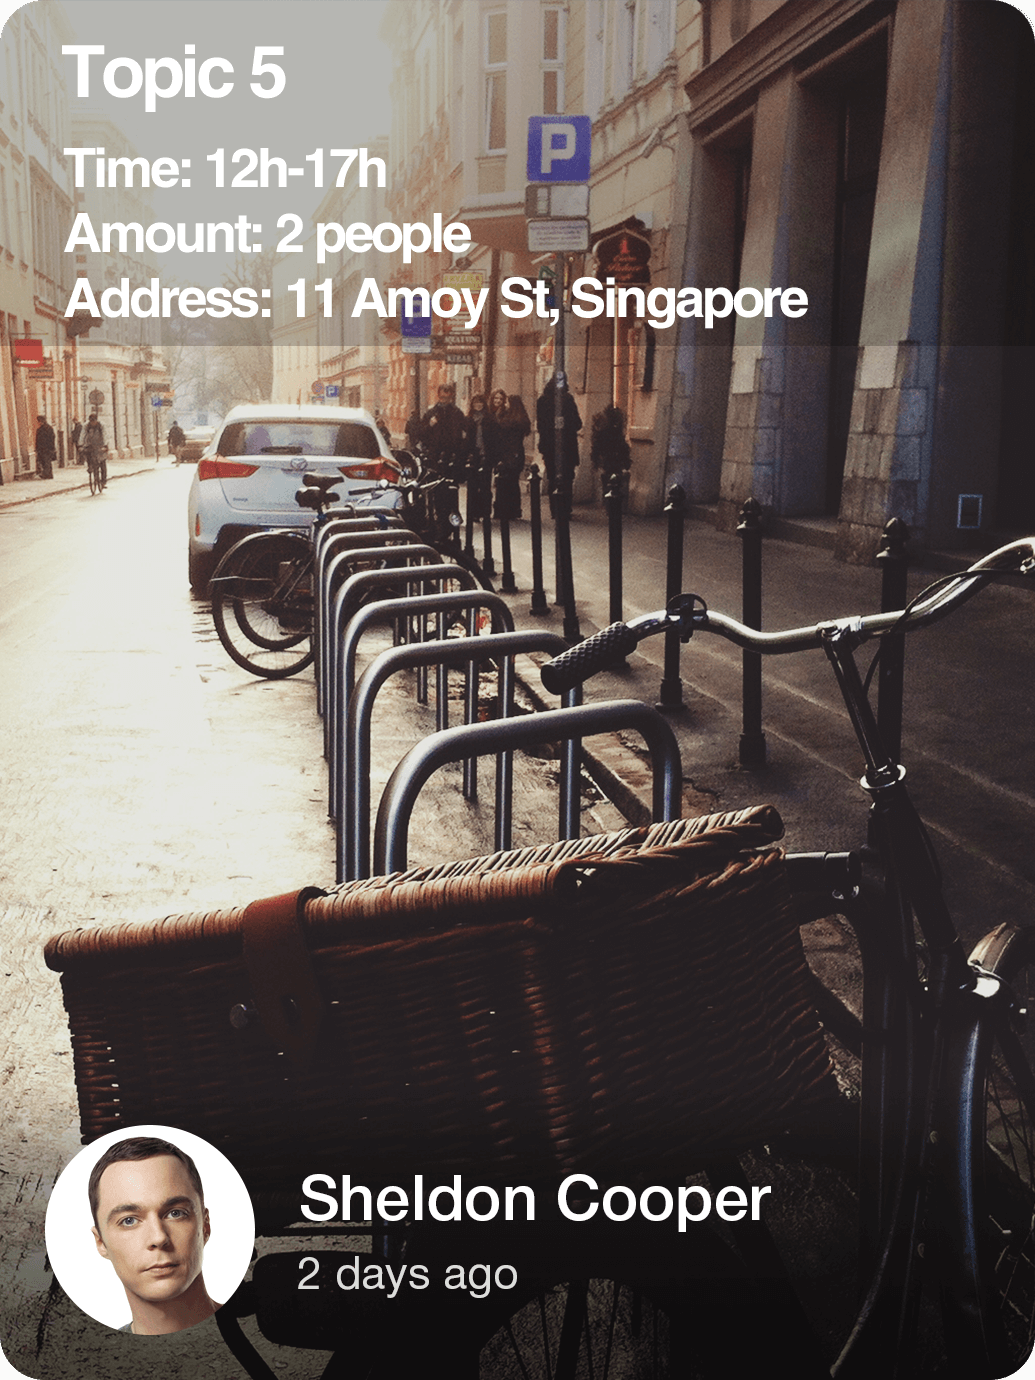 Topic 5
Time: 12h-17h
Amount: 2 people
Address: 11 Amoy St, Singapore
P
Sheldon Cooper
2 days ago